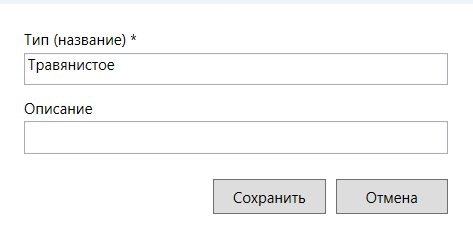 Тип (название) *
Травянистое
Описание
Сохранить Отмена